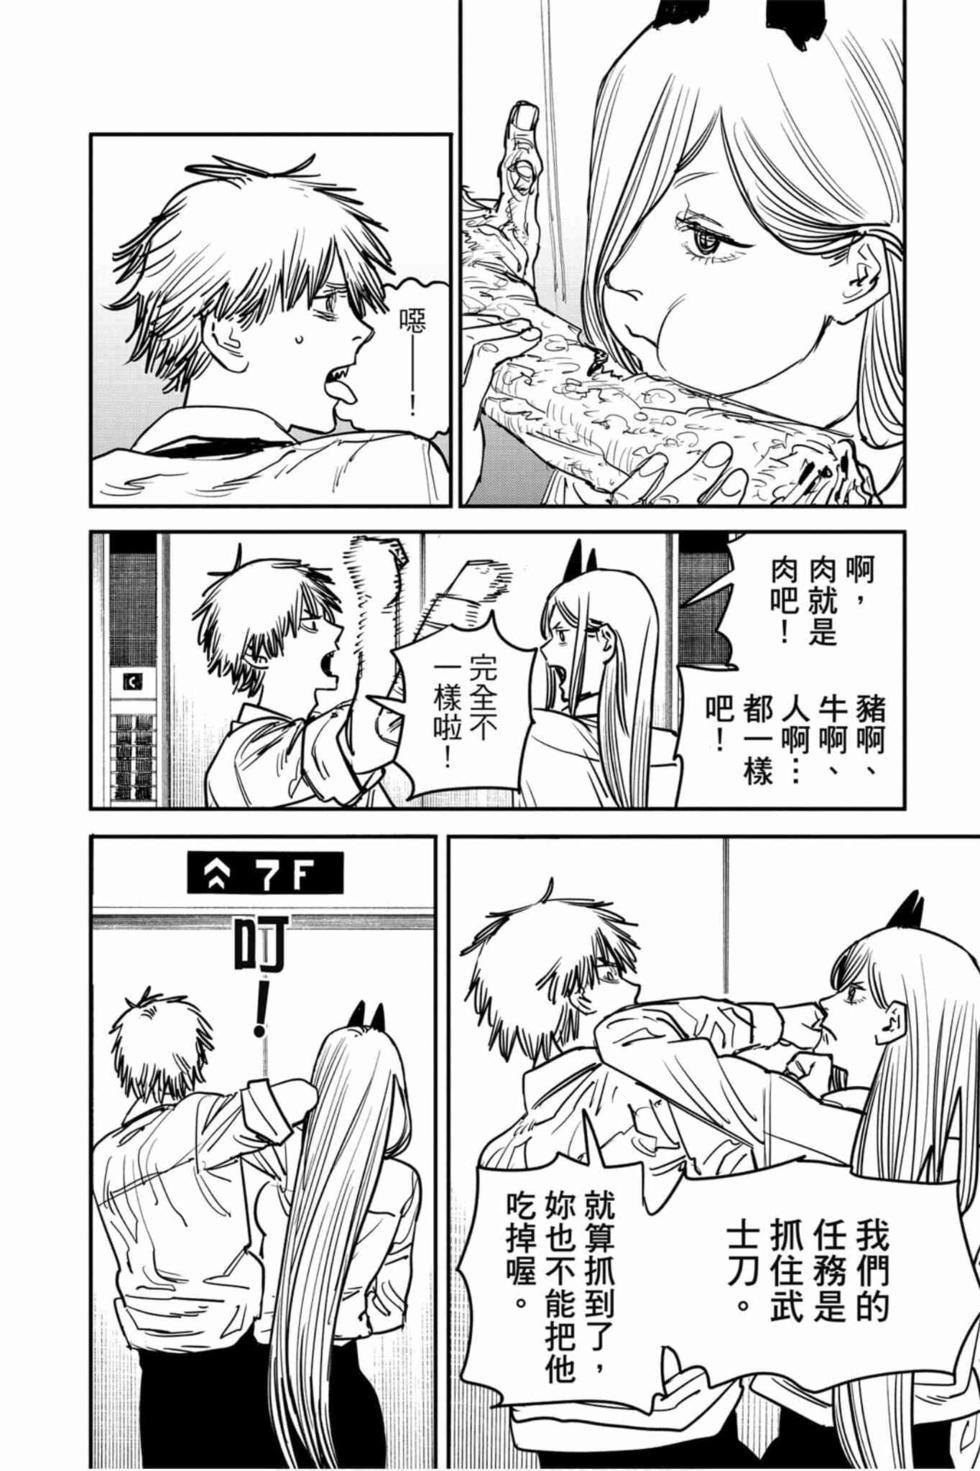 噁——！
啊，
肉就是
肉吧！
豬啊、
牛啊、
人啊…
都一樣
吧！
完全不
一樣啦！
我們的
任務是
抓住武
士刀。
就算抓到了，
妳也不能把他
吃掉喔。
7F
叮！